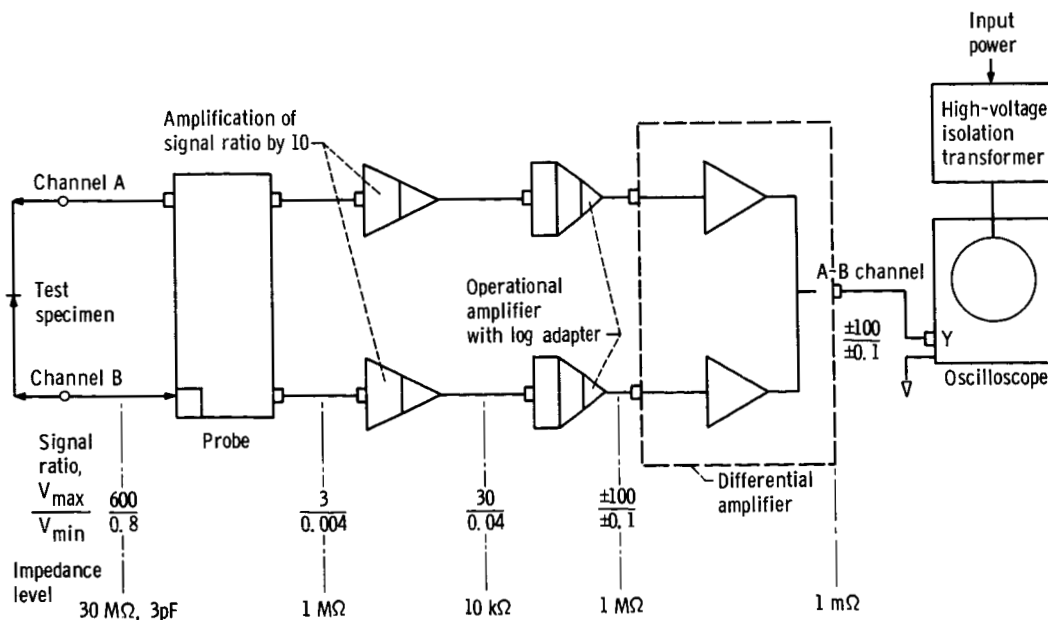 Input
power
High-voltage
isolation
transformer
Amplification of
signal ratio by 10
Channel A
Test
specimen
Operational
amplifier
with log adapter
A-B channel
±100
±0.1
Y
Oscilloscope
Channel B
Probe
Differential
amplifier
Signal
ratio,
Vmax
Vmin
600
0.8
3
0.004
30
0.04
±100
±0.1
Impedance
level
30 MΩ, 3pF
1 MΩ
10 kΩ
1 MΩ
1 mΩ